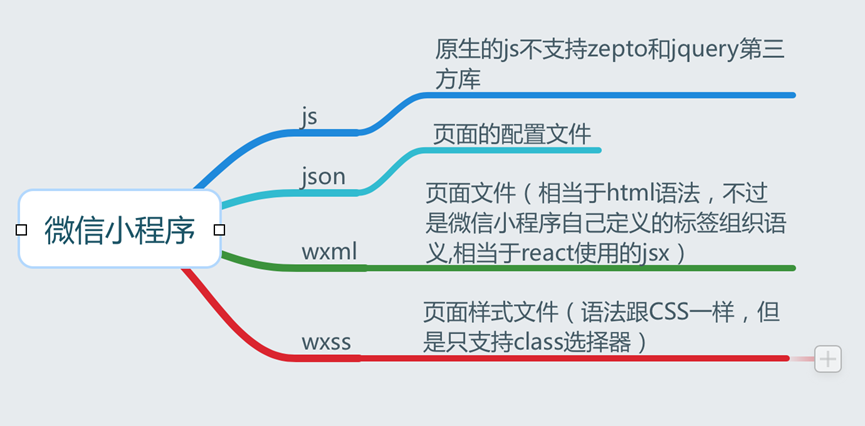 微信小程序
js
原生的js不支持zepto和jquery第三
方库
json
页面的配置文件
wxml
页面文件（相当于html语法，不过
是微信小程序自己定义的标签组织语
义,相当于react使用的jsx）
wxss
页面样式文件（语法跟CSS一样，但
是只支持class选择器）